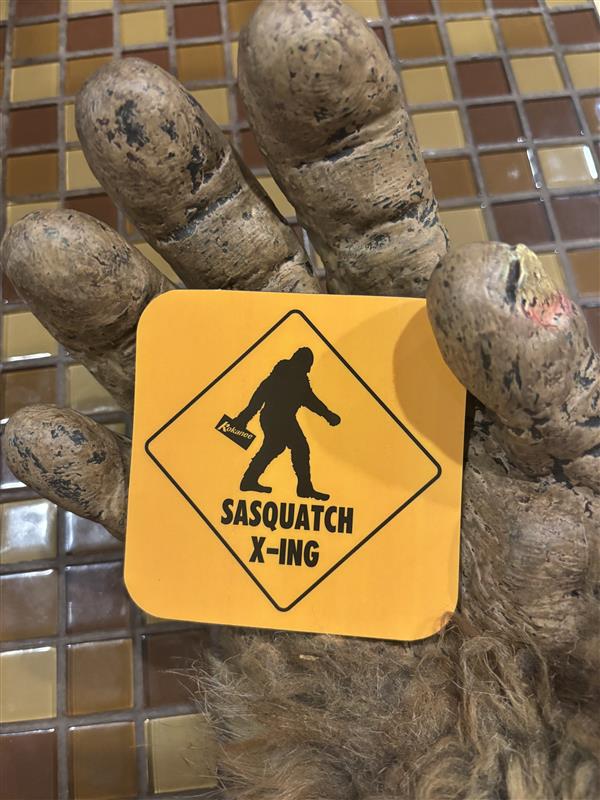 Kokanee
SASQUATCH
X-ING